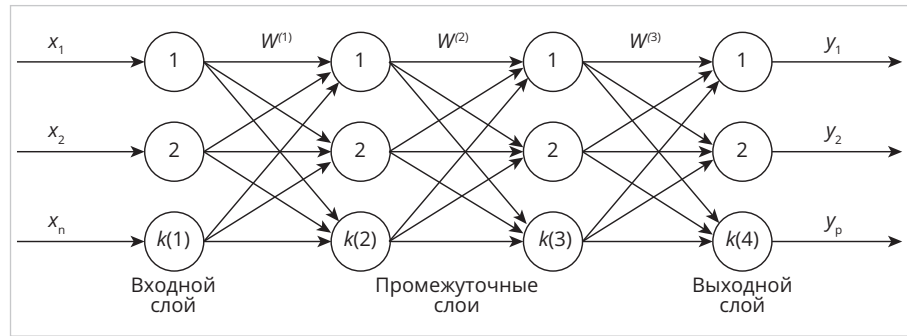 x₁ W⁽¹⁾ W⁽²⁾ W⁽³⁾ y₁
1 1 1 1
x₂ y₂
2 2 2 2
xₙ yₚ
k(1) k(2) k(3) k(4)
Входной Промежуточные Выходной
слой слои слой